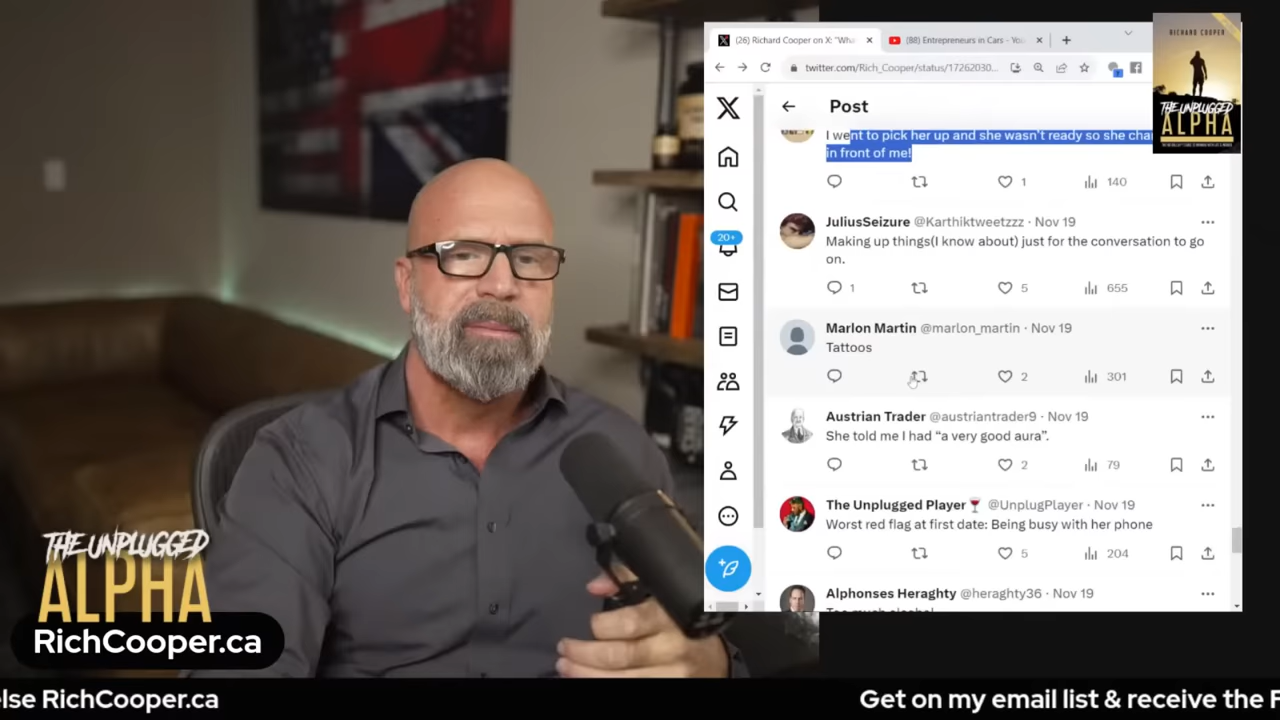 (26) Richard Cooper on X: "Wha
(88) Entrepreneurs in Cars - You
twitter.com/Rich_Cooper/status/17262030...
RICHARD COOPER
THE UNPLUGGED
ALPHA
Post
I went to pick her up and she wasn't ready so she cha
in front of me!
1
140
20+
JuliusSeizure @Karthiktweetzzz · Nov 19
Making up things(I know about) just for the conversation to go
on.
1
5
655
Marlon Martin @marlon_martin · Nov 19
Tattoos
2
301
Austrian Trader @austriantrader9 · Nov 19
She told me I had “a very good aura”.
2
79
The Unplugged Player @UnplugPlayer · Nov 19
Worst red flag at first date: Being busy with her phone
5
204
Alphonses Heraghty @heraghty36 · Nov 19
Too much alcohol
THE UNPLUGGED
ALPHA
RichCooper.ca
else RichCooper.ca
Get on my email list & receive the F